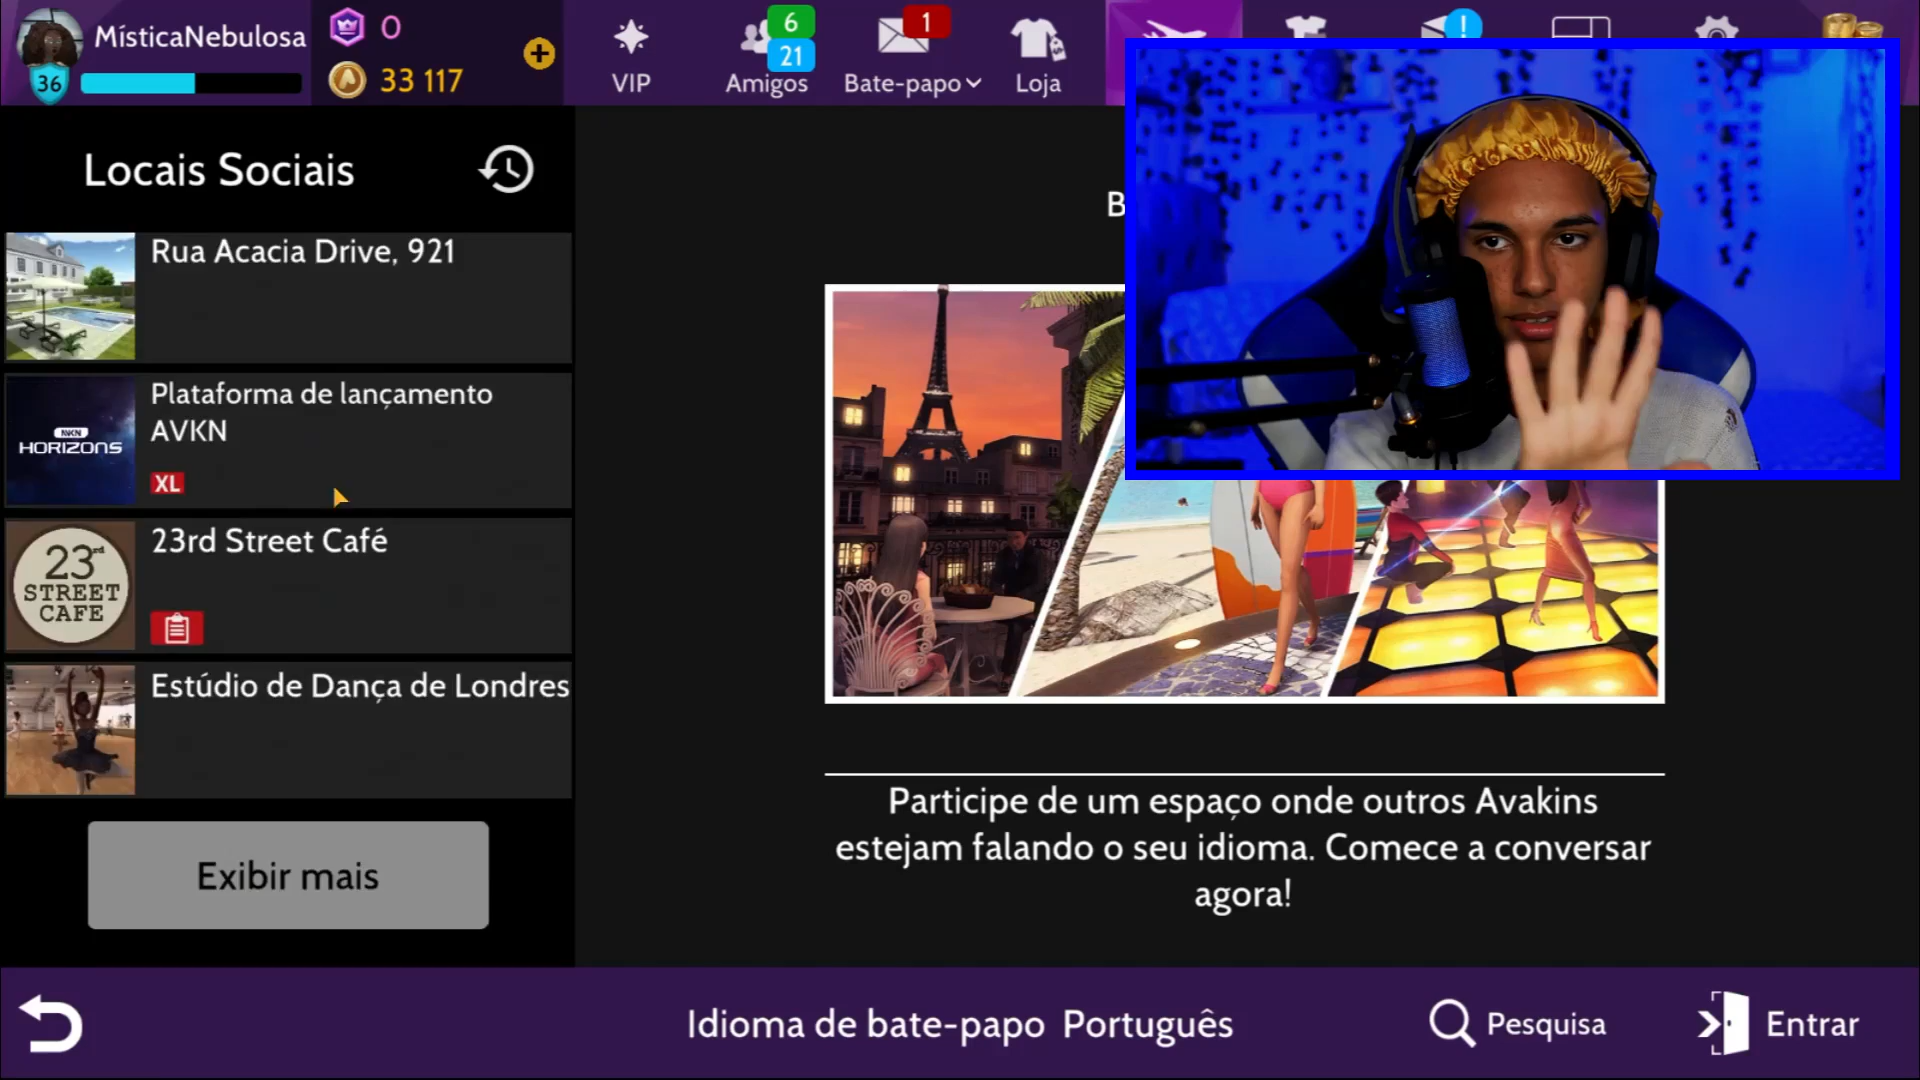 MísticaNebulosa
36
0
33 117
VIP
6
21
Amigos
1
Bate-papo
Loja
!
Locais Sociais
Rua Acacia Drive, 921
AVKN
HORIZONS
Plataforma de lançamento
AVKN
XL
23rd
STREET
CAFE
23rd Street Café
Estúdio de Dança de Londres
Exibir mais
B
Participe de um espaço onde outros Avakins
estejam falando o seu idioma. Comece a conversar
agora!
Idioma de bate-papo Português
Pesquisa
Entrar